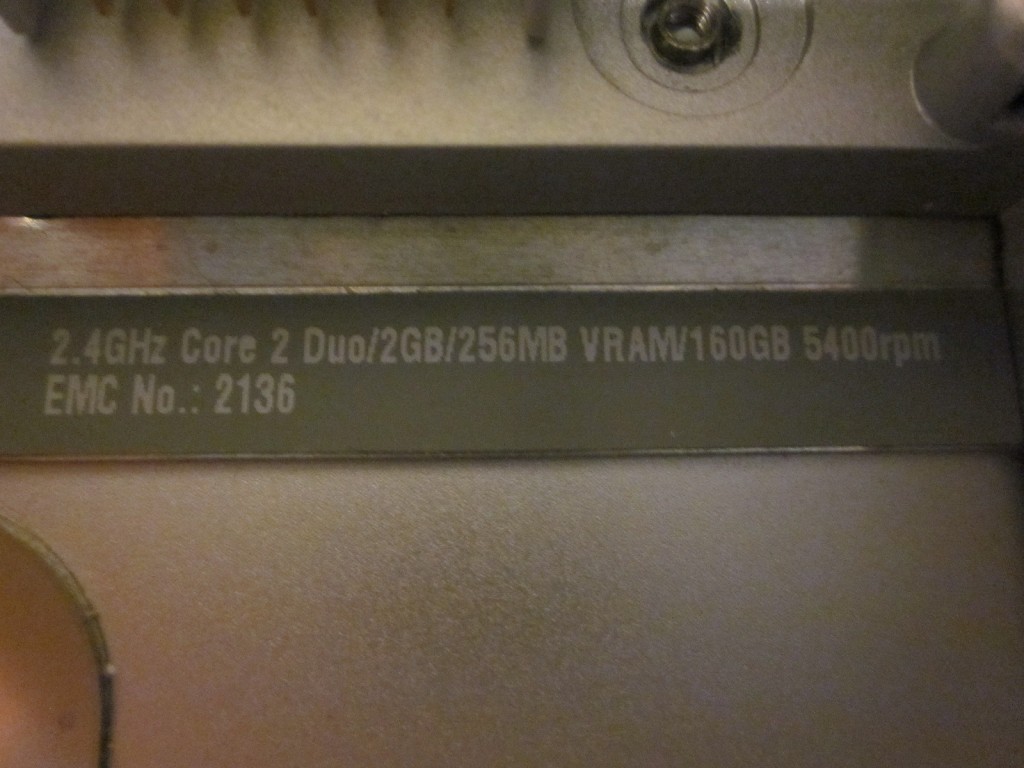 2.4GHz Core 2 Duo/2GB/256MB VRAM/160GB 5400rpm
EMC No.: 2136